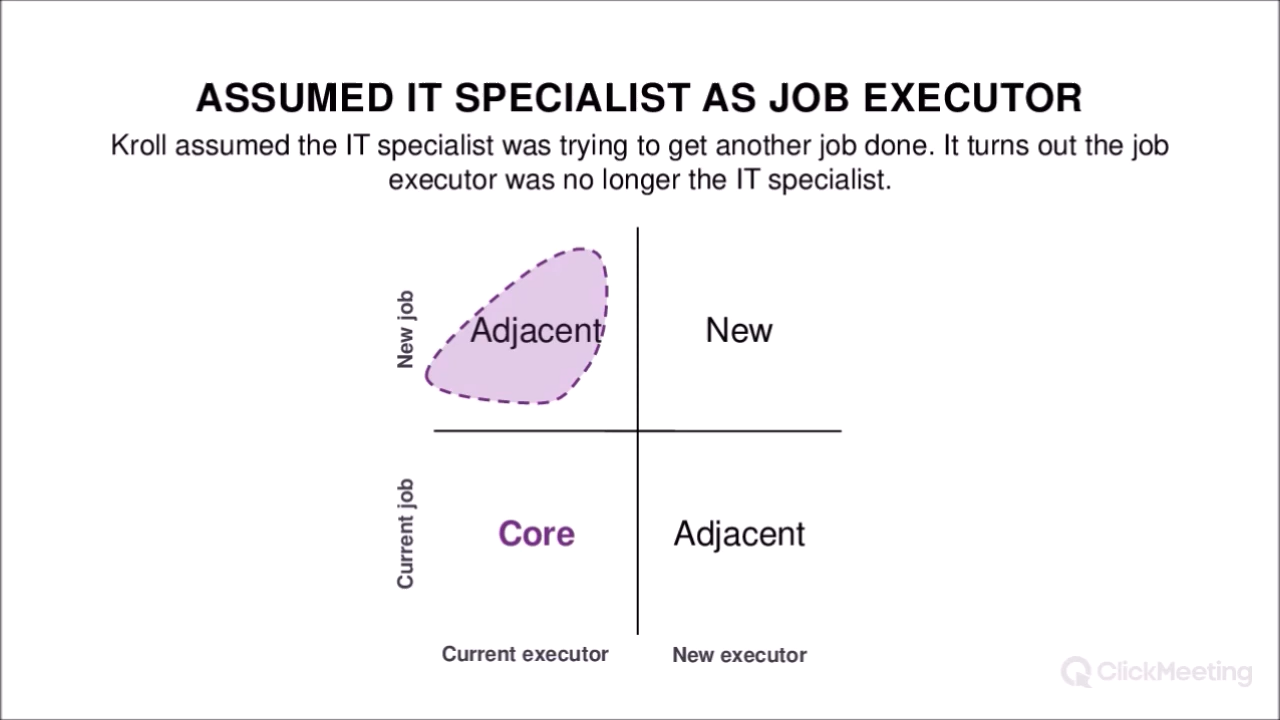 ASSUMED IT SPECIALIST AS JOB EXECUTOR
Kroll assumed the IT specialist was trying to get another job done. It turns out the job
executor was no longer the IT specialist.
New job
Adjacent
New
Current job
Core
Adjacent
Current executor
New executor
ClickMeeting